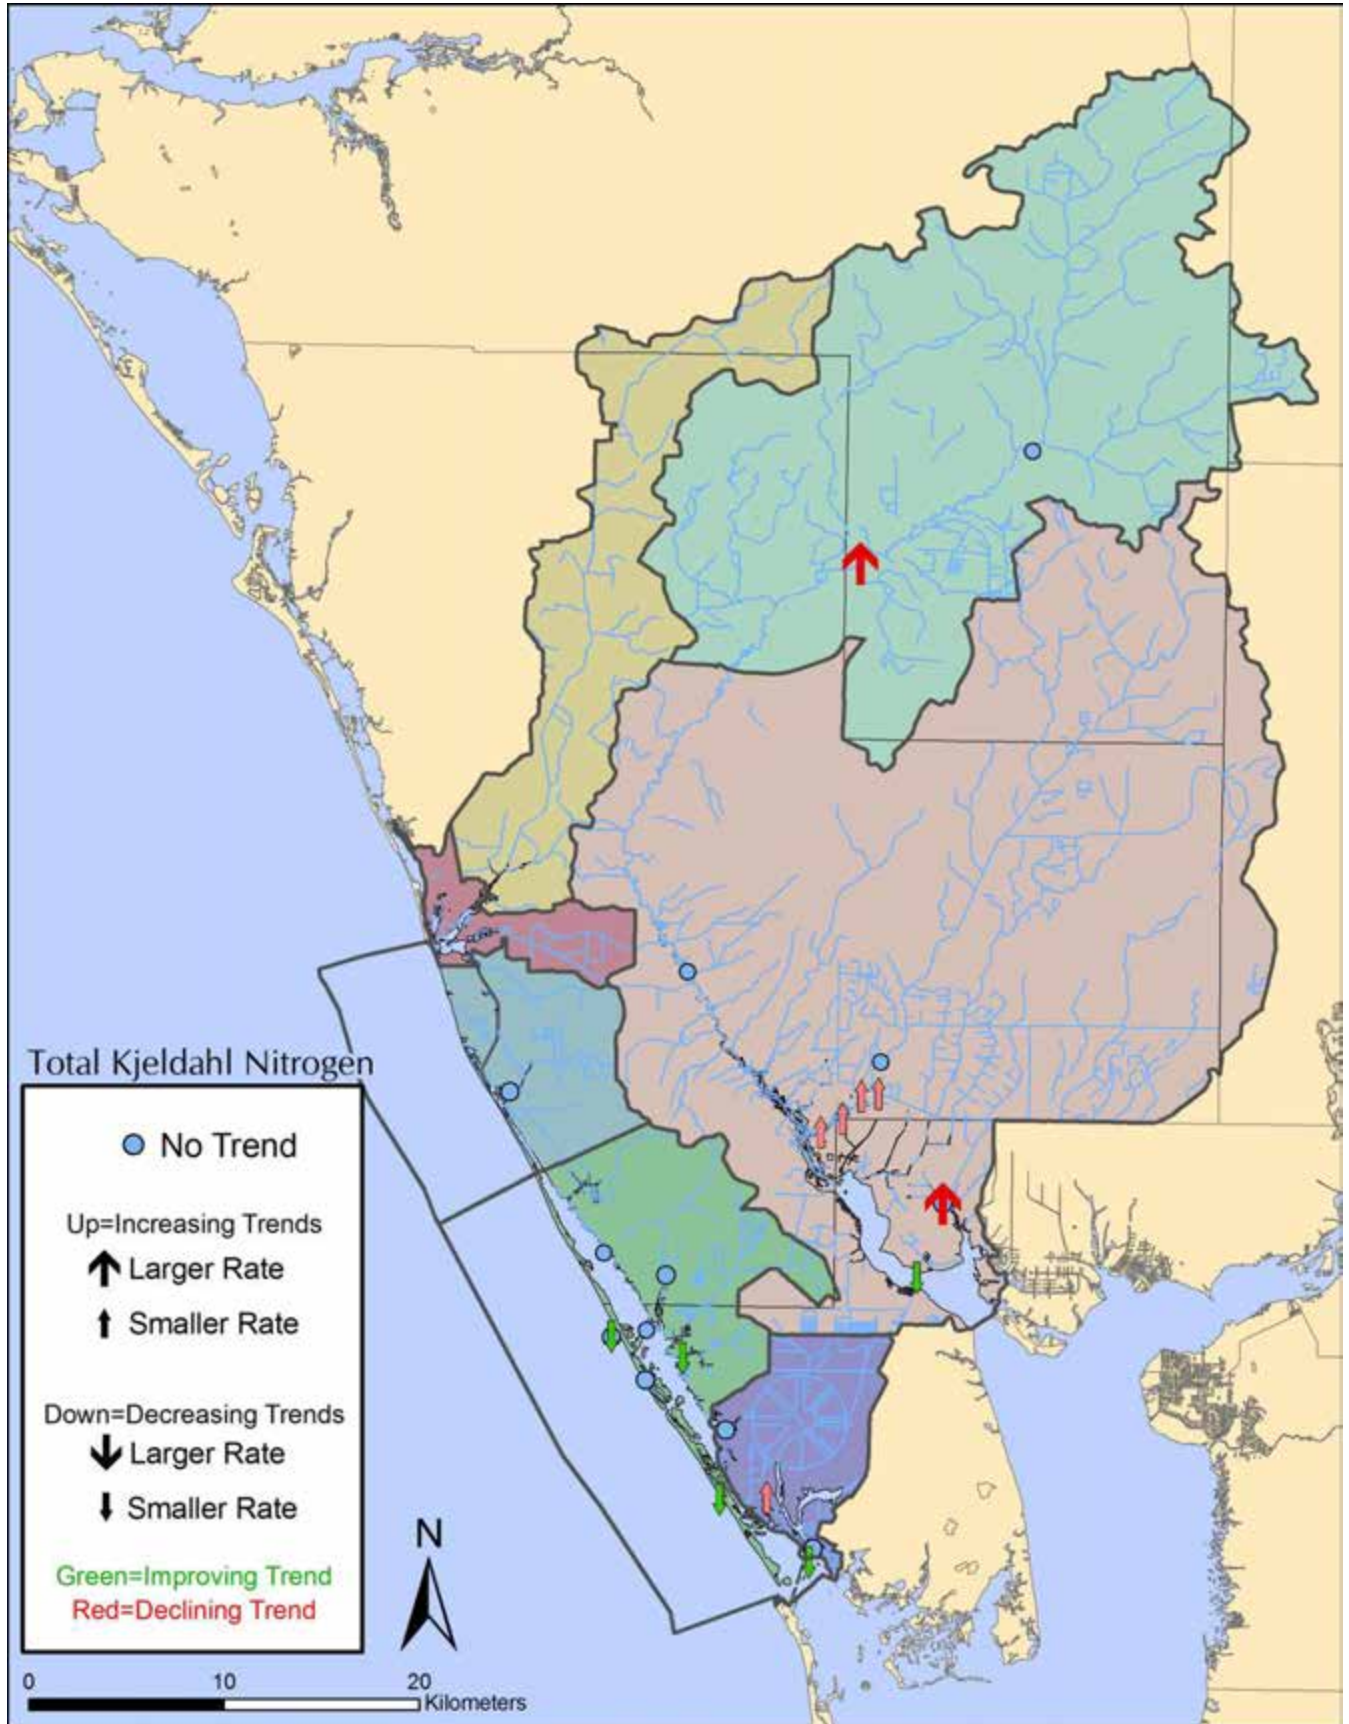 Total Kjeldahl Nitrogen
No Trend
Up=Increasing Trends
Larger Rate
Smaller Rate
Down=Decreasing Trends
Larger Rate
Smaller Rate
Green=Improving Trend
Red=Declining Trend
N
0 10 20
Kilometers